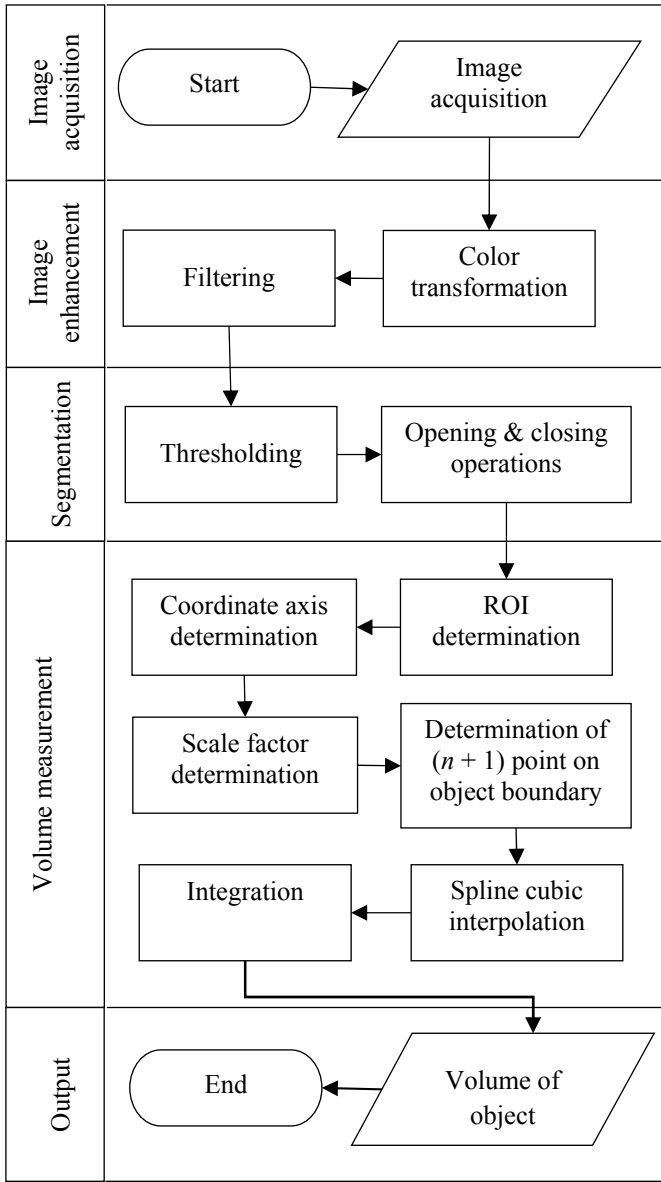 Image
acquisition
Start
Image
acquisition
Image
enhancement
Filtering
Color
transformation
Segmentation
Thresholding
Opening & closing
operations
Volume measurement
Coordinate axis
determination
ROI
determination
Scale factor
determination
Determination of
(n + 1) point on
object boundary
Integration
Spline cubic
interpolation
Output
End
Volume of
object